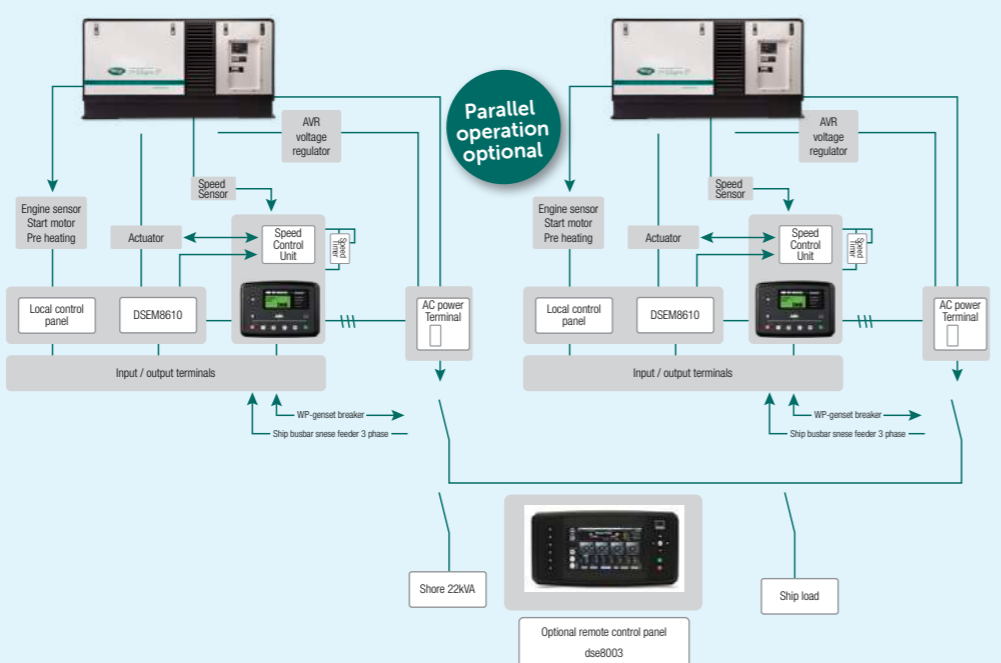 Parallel
operation
optional
AVR
voltage
regulator
Speed
Sensor
Engine sensor
Start motor
Pre heating
Actuator
Speed
Control
Unit
Speed
Timer
Local control
panel
DSEM8610
AC power
Terminal
Input / output terminals
WP-genset breaker
Ship busbar snese feeder 3 phase
AVR
voltage
regulator
Speed
Sensor
Engine sensor
Start motor
Pre heating
Actuator
Speed
Control
Unit
Speed
Timer
Local control
panel
DSEM8610
AC power
Terminal
Input / output terminals
WP-genset breaker
Ship busbar snese feeder 3 phase
Shore 22kVA
Ship load
Optional remote control panel
dse8003